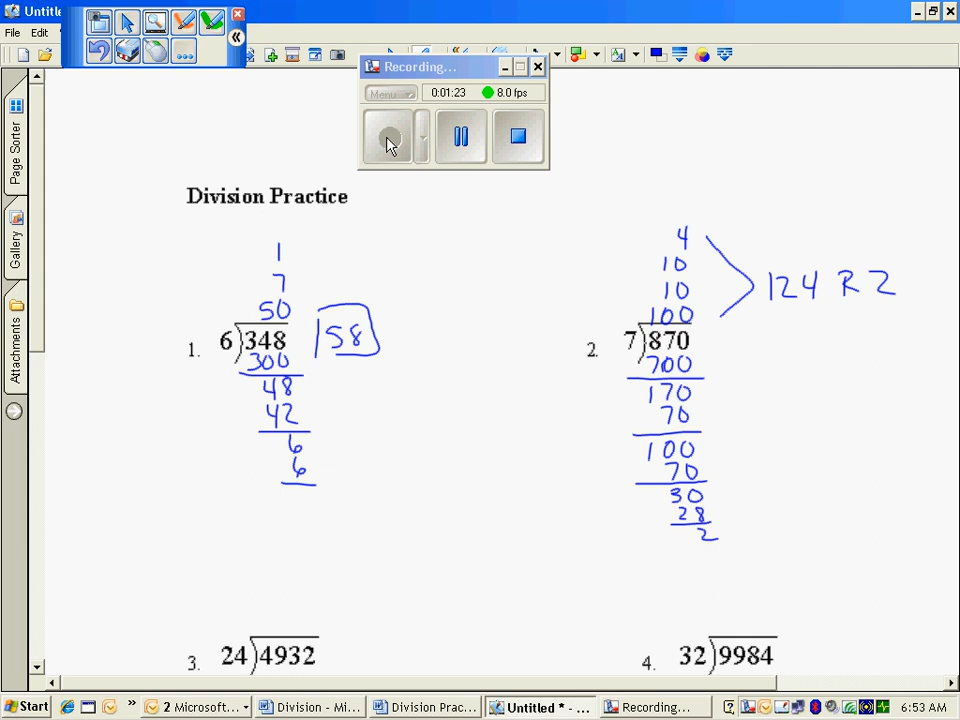 Untitle
File
Edit
Recording...
Menu
0:01:23
8.0 fps
Page Sorter
Gallery
Attachments
Division Practice
1
7
50
1. 6)348
58
300
48
42
6
6
4
10
10
100
124 R 2
2. 7)870
700
170
70
100
70
30
28
2
3. 24)4932
4. 32)9984
Start
2 Microsoft...
Division - Mi...
Division Prac...
Untitled * - ...
Recording...
6:53 AM